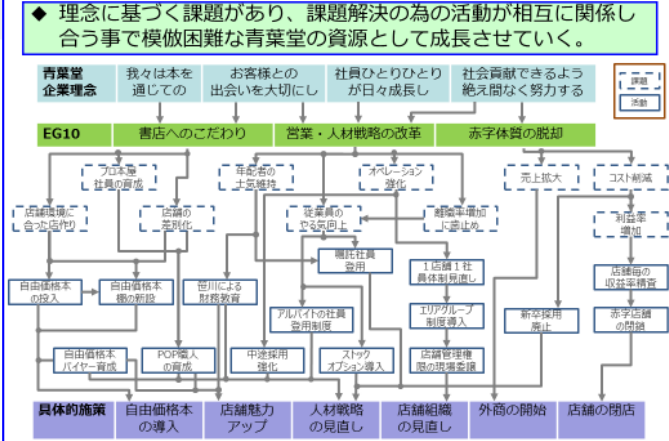 ◆ 理念に基づく課題があり、課題解決の為の活動が相互に関係し
合う事で模倣困難な青葉堂の資源として成長させていく。
青葉堂
企業理念
我々は本を
通じての
お客様との
出会いを大切にし
社員ひとりひとり
が日々成長し
社会貢献できるよう
絶え間なく努力する
課題
活動
EG10
書店へのこだわり
営業・人材戦略の改革
赤字体質の脱却
プロ本屋
社員の育成
年配者の
士気維持
オペレーション
強化
売上拡大
コスト削減
店舗環境に
合った店作り
店舗の
差別化
従業員の
やる気向上
離職率増加
に歯止め
利益率
増加
嘱託社員
登用
自由価格本
の投入
自由価格本
棚の新設
笹川による
財務教育
1店舗1社
員体制見直し
店舗毎の
収益率精査
アルバイトの社員
登用制度
エリアグループ
制度導入
新卒採用
廃止
赤字店舗
の閉鎖
自由価格本
バイヤー育成
POP職人
の育成
中途採用
強化
ストック
オプション導入
店舗管理権
限の現場委譲
具体的施策
自由価格本
の導入
店舗魅力
アップ
人材戦略
の見直し
店舗組織
の見直し
外商の開始
店舗の閉店